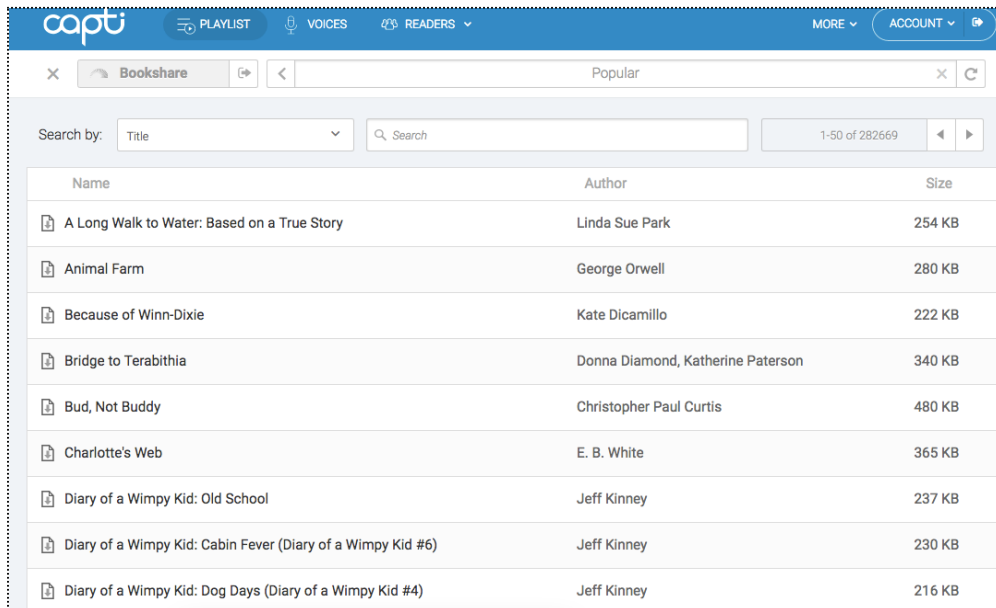 capti PLAYLIST VOICES READERS MORE ACCOUNT
Bookshare Popular
Search by: Title Search 1-50 of 282669
Name Author Size
A Long Walk to Water: Based on a True Story Linda Sue Park 254 KB
Animal Farm George Orwell 280 KB
Because of Winn-Dixie Kate Dicamillo 222 KB
Bridge to Terabithia Donna Diamond, Katherine Paterson 340 KB
Bud, Not Buddy Christopher Paul Curtis 480 KB
Charlotte's Web E. B. White 365 KB
Diary of a Wimpy Kid: Old School Jeff Kinney 237 KB
Diary of a Wimpy Kid: Cabin Fever (Diary of a Wimpy Kid #6) Jeff Kinney 230 KB
Diary of a Wimpy Kid: Dog Days (Diary of a Wimpy Kid #4) Jeff Kinney 216 KB